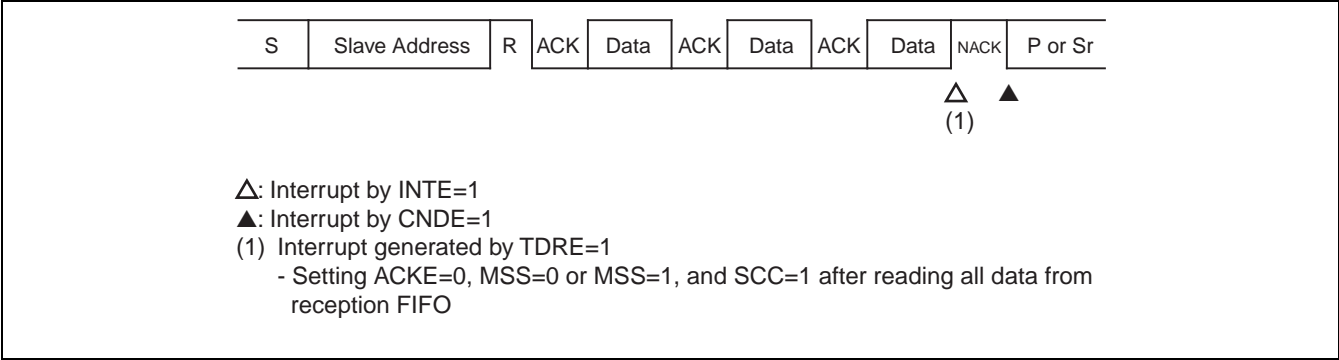 S Slave Address R ACK Data ACK Data ACK Data NACK P or Sr
(1)
△: Interrupt by INTE=1
▲: Interrupt by CNDE=1
(1) Interrupt generated by TDRE=1
- Setting ACKE=0, MSS=0 or MSS=1, and SCC=1 after reading all data from
reception FIFO